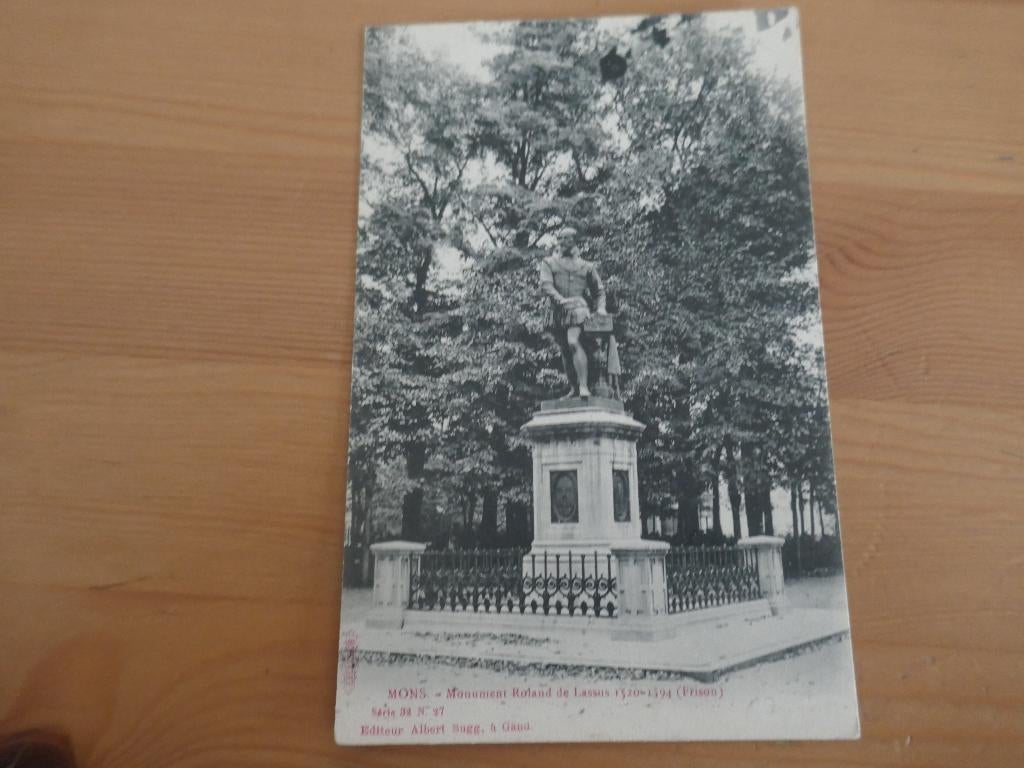 MONS. - Monument Roland de Lassus 1520-1594 (Frison)
Série 32 N° 27
Editeur Albert Sugg, à Gand.